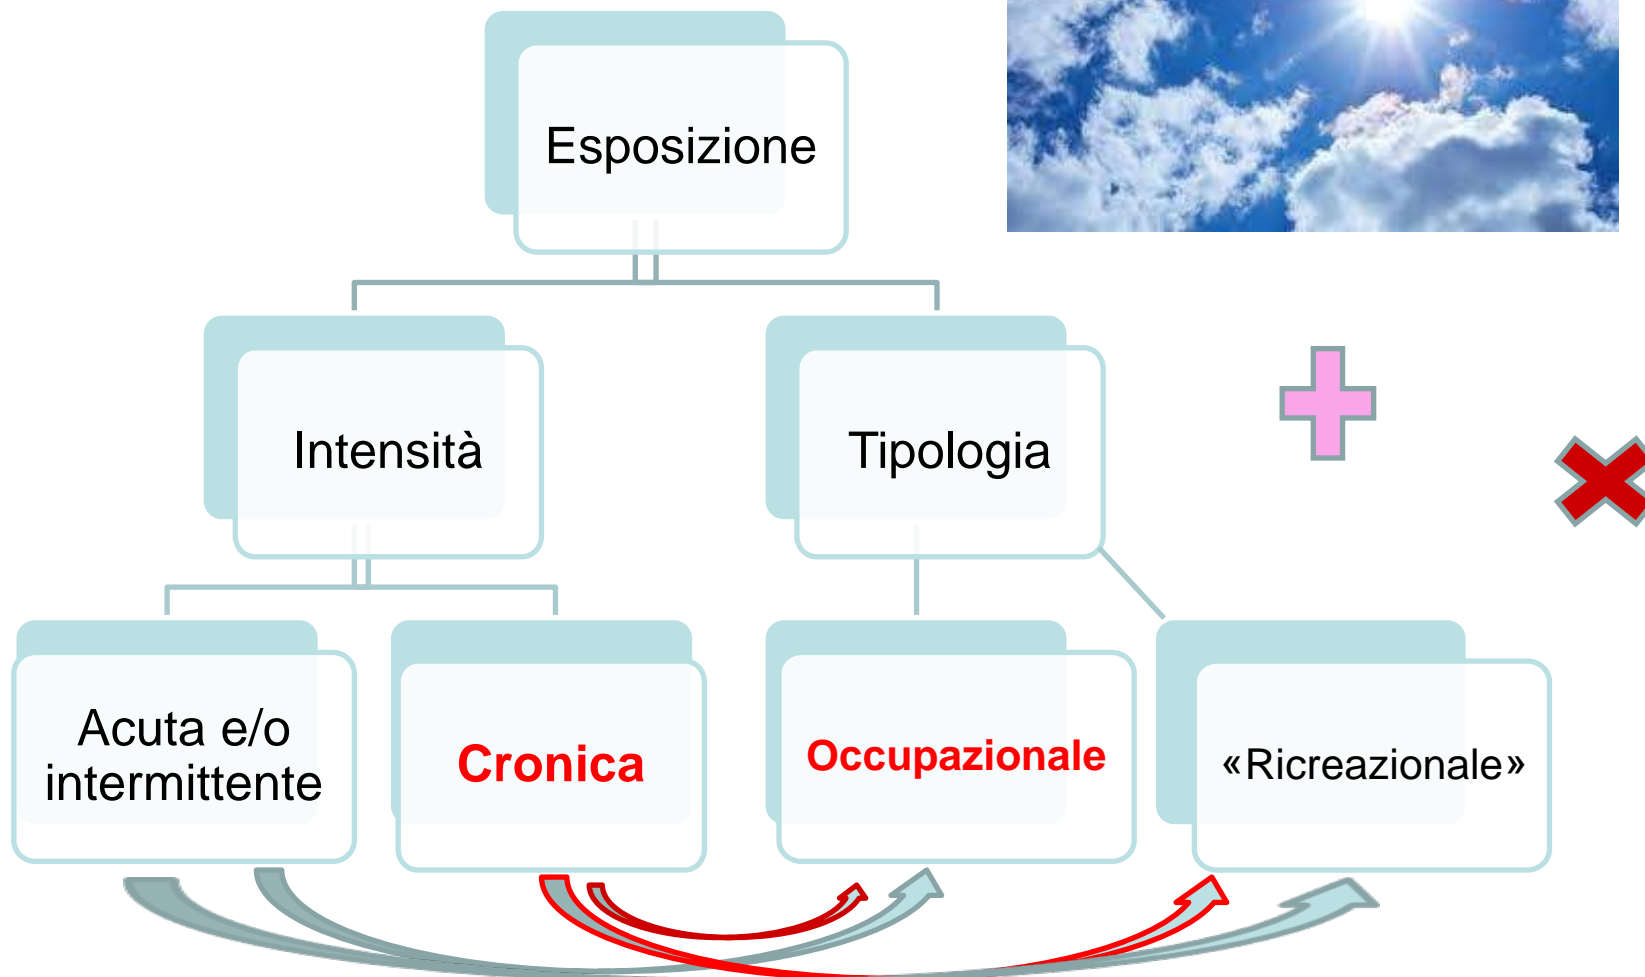 Esposizione
Intensità
Tipologia
Acuta e/o
intermittente
Cronica
Occupazionale
«Ricreazionale»